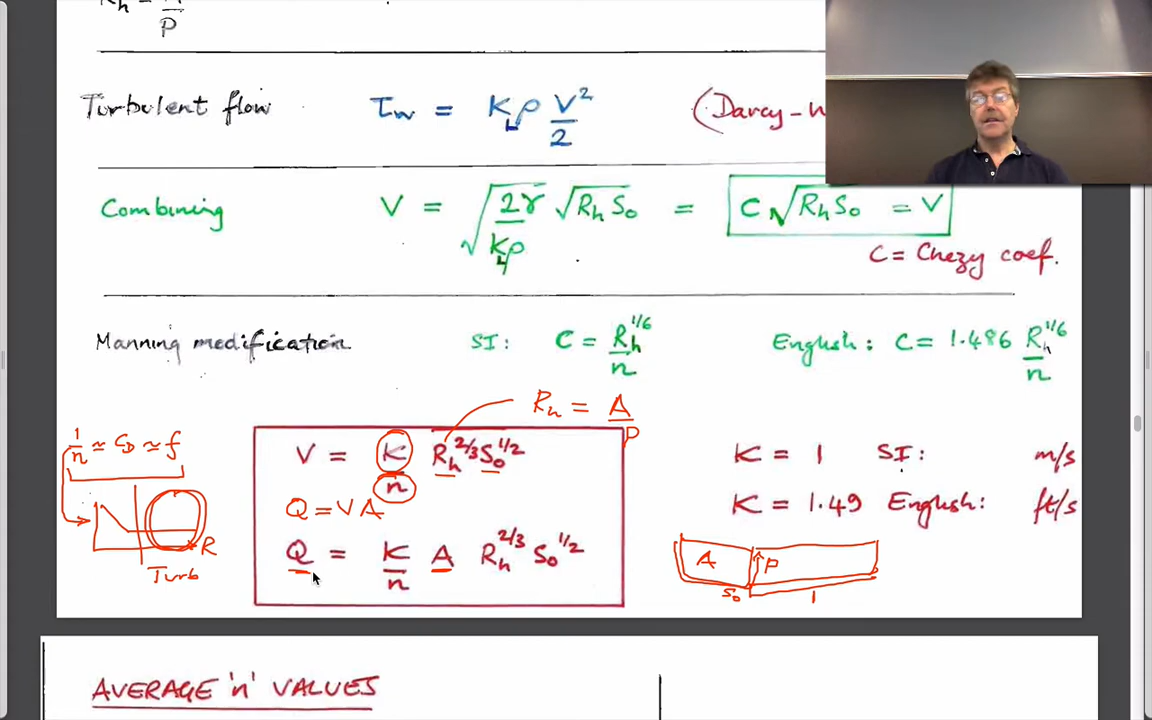 P
Turbulent flow τw = Kρ V²/2 (Darcy-W
Combining V = √(2γ/kρ) √(Rh So) = C√(Rh So) = V
C = Chezy coef.
Manning modification SI: C = Rh^1/6 / n English: C = 1.486 Rh^1/6 / n
Rh = A/P
1/n ≈ CD ≈ f
V = K/n Rh^2/3 So^1/2
K = 1 SI: m/s
Q = VA
K = 1.49 English: ft/s
R
Turb
Q = K/n A Rh^2/3 So^1/2
A P
So 1
AVERAGE 'n' VALUES